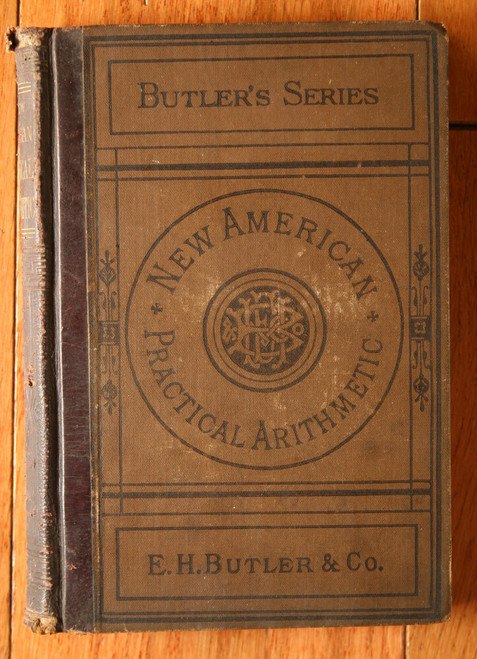 BUTLER'S SERIES
NEW AMERICAN
PRACTICAL ARITHMETIC
E.H. BUTLER & CO.